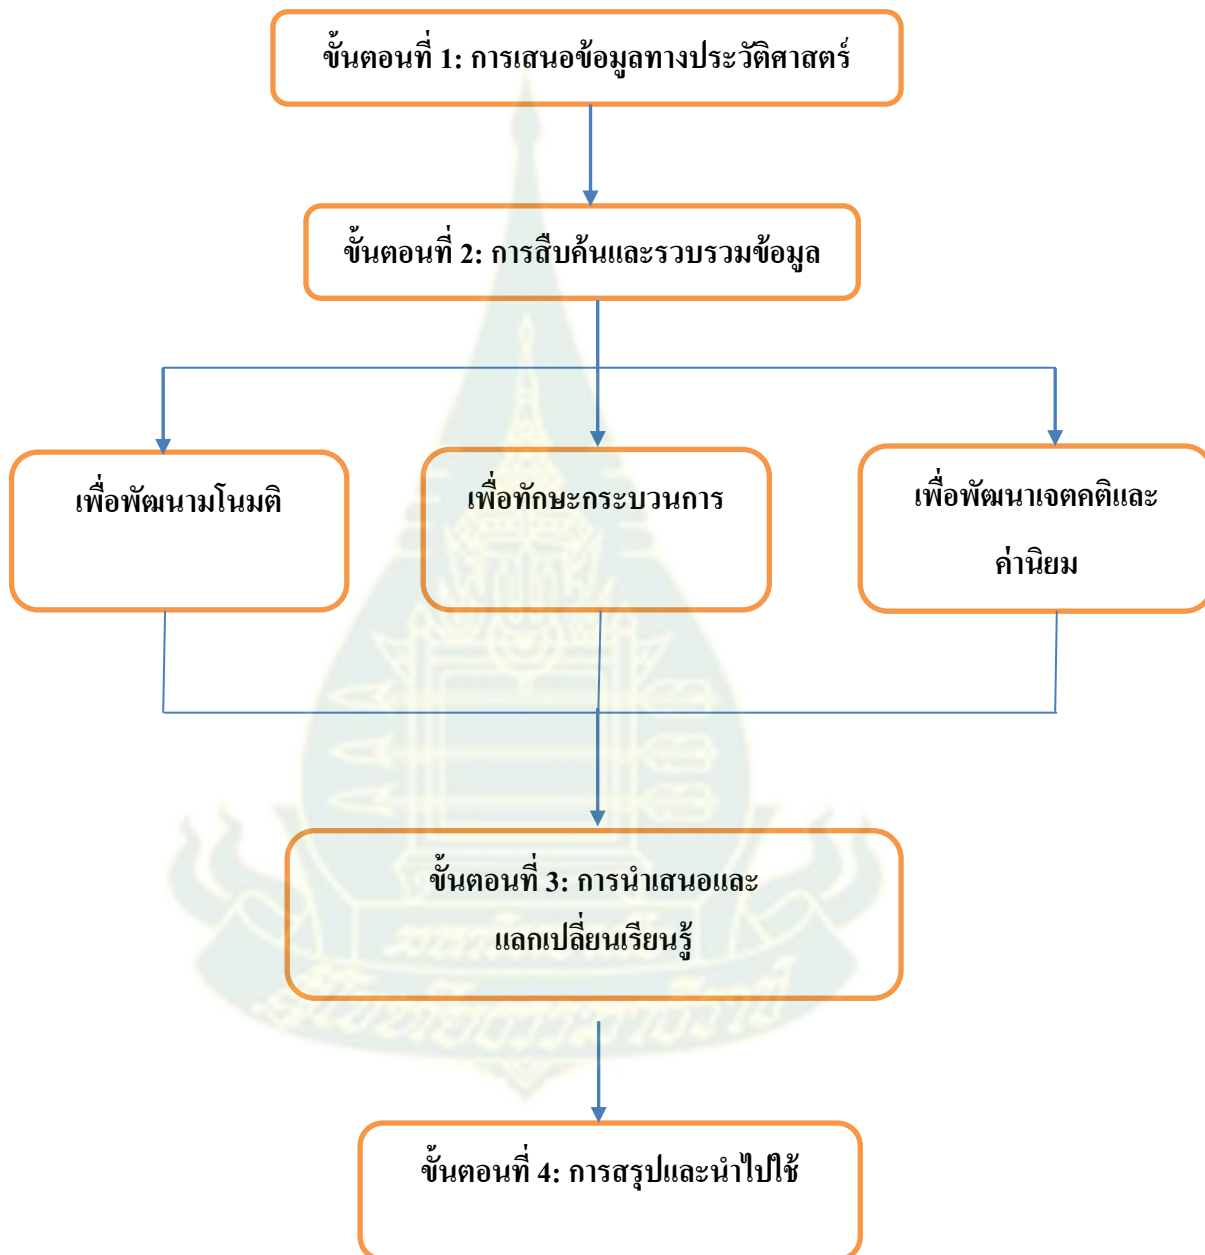 ขั้นตอนที่ 1: การเสนอข้อมูลทางประวัติศาสตร์
ขั้นตอนที่ 2: การสืบค้นและรวบรวมข้อมูล
เพื่อพัฒนามโนมติ
เพื่อทักษะกระบวนการ
เพื่อพัฒนาเจตคติและ
ค่านิยม
ขั้นตอนที่ 3: การนำเสนอและ
แลกเปลี่ยนเรียนรู้
ขั้นตอนที่ 4: การสรุปและนำไปใช้